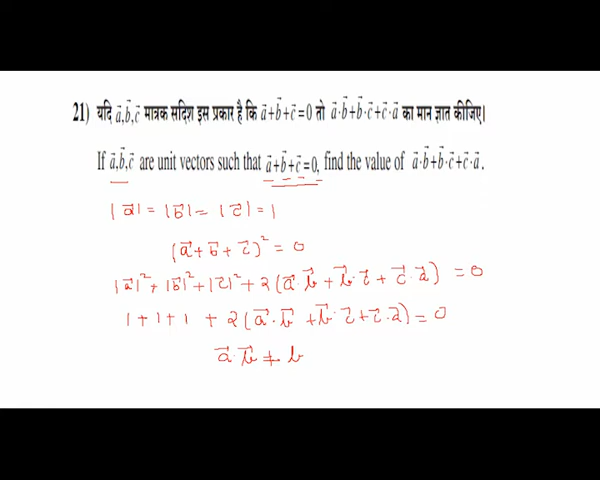 21) यदि a⃗,b⃗,c⃗ मात्रक सदिश इस प्रकार है कि a⃗+b⃗+c⃗=0 तो a⃗·b⃗+b⃗·c⃗+c⃗·a⃗ का मान ज्ञात कीजिए।
If a⃗,b⃗,c⃗ are unit vectors such that a⃗+b⃗+c⃗=0, find the value of a⃗·b⃗+b⃗·c⃗+c⃗·a⃗.
|a⃗| = |b⃗| = |c⃗| = 1
(a⃗+b⃗+c⃗)² = 0
|a⃗|² + |b⃗|² + |c⃗|² + 2(a⃗·b⃗ + b⃗·c⃗ + c⃗·a⃗) = 0
1 + 1 + 1 + 2(a⃗·b⃗ + b⃗·c⃗ + c⃗·a⃗) = 0
a⃗·b⃗ + b